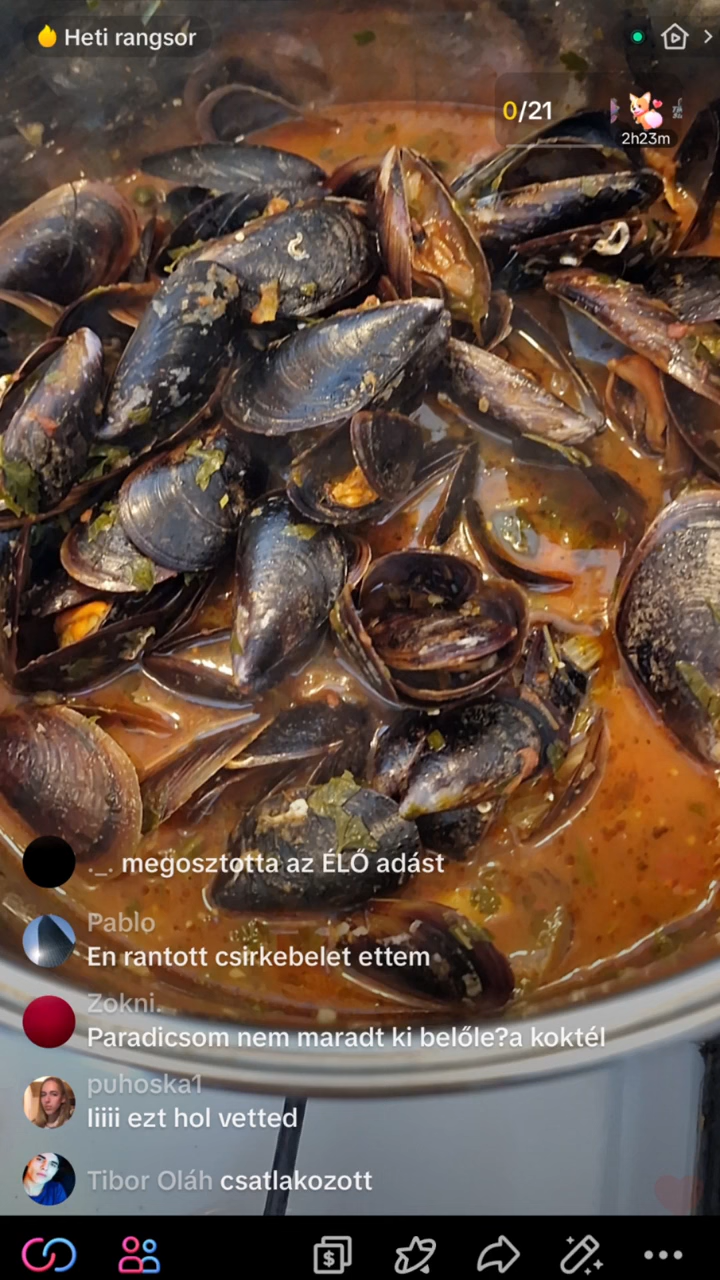 Heti rangsor
0/21
2h23m
._. megosztotta az ÉLŐ adást
Pablo
En rantott csirkebelet ettem
Zokni.
Paradicsom nem maradt ki belőle?a koktél
puhoska1
Iiiii ezt hol vetted
Tibor Oláh csatlakozott